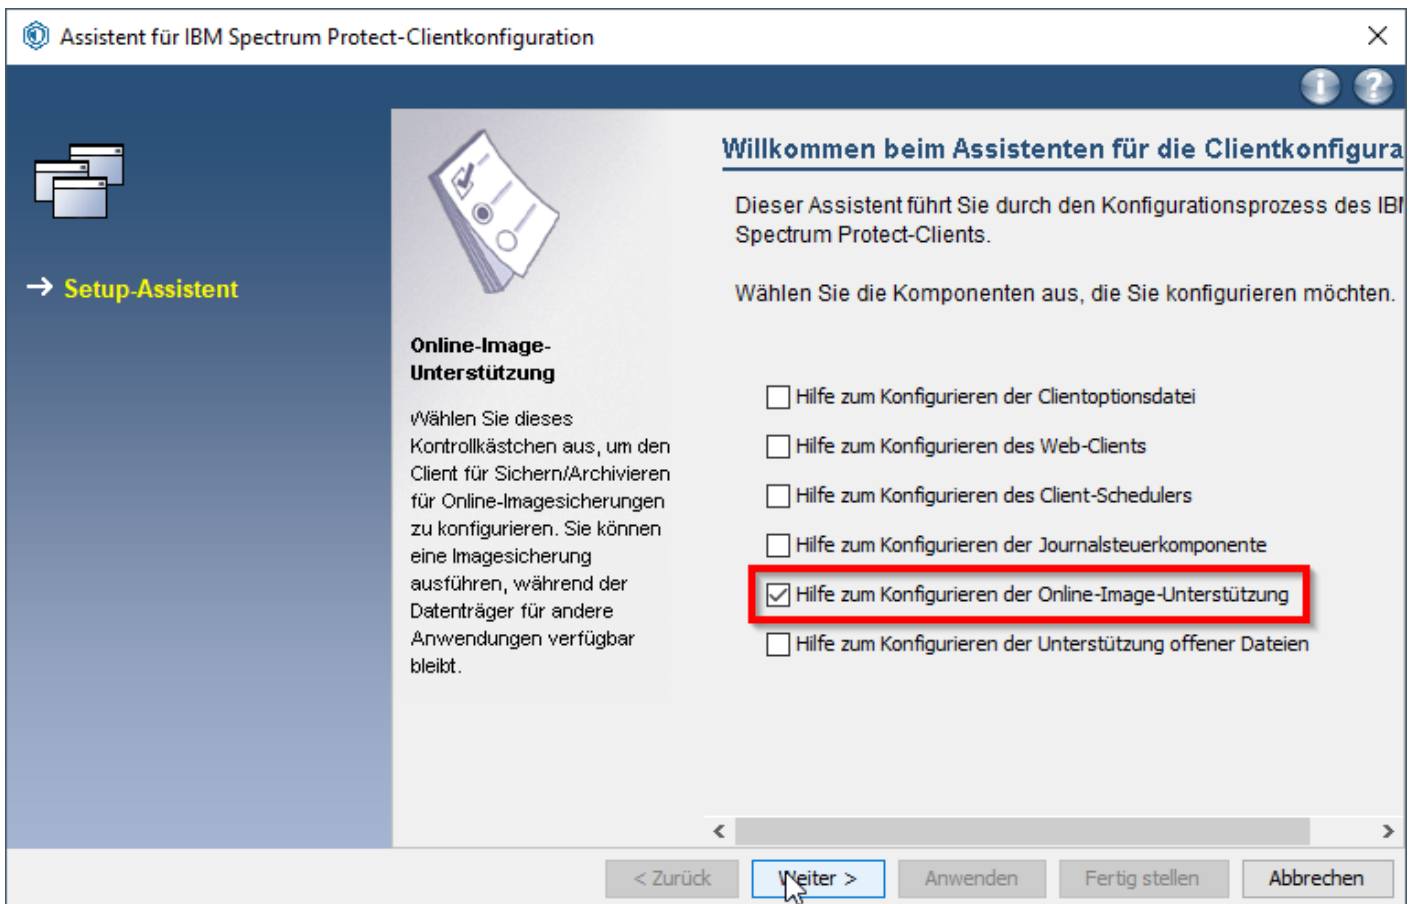 Assistent für IBM Spectrum Protect-Clientkonfiguration
Setup-Assistent
Online-Image-
Unterstützung
Wählen Sie dieses
Kontrollkästchen aus, um den
Client für Sichern/Archivieren
für Online-Imagesicherungen
zu konfigurieren. Sie können
eine Imagesicherung
ausführen, während der
Datenträger für andere
Anwendungen verfügbar
bleibt.
Willkommen beim Assistenten für die Clientkonfigura
Dieser Assistent führt Sie durch den Konfigurationsprozess des IBM
Spectrum Protect-Clients.
Wählen Sie die Komponenten aus, die Sie konfigurieren möchten.
Hilfe zum Konfigurieren der Clientoptionsdatei
Hilfe zum Konfigurieren des Web-Clients
Hilfe zum Konfigurieren des Client-Schedulers
Hilfe zum Konfigurieren der Journalsteuerkomponente
Hilfe zum Konfigurieren der Online-Image-Unterstützung
Hilfe zum Konfigurieren der Unterstützung offener Dateien
< Zurück
Weiter >
Anwenden
Fertig stellen
Abbrechen